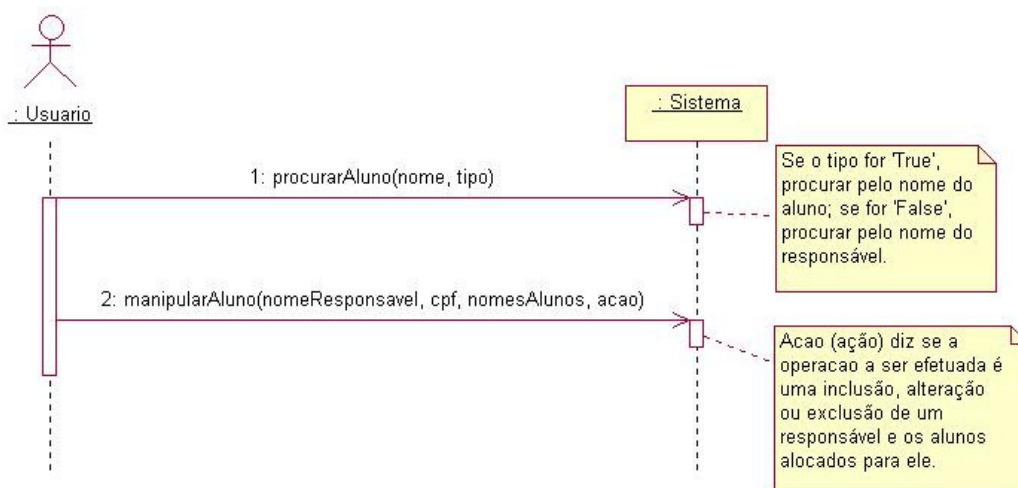 : Usuario
: Sistema
1: procurarAluno(nome, tipo)
Se o tipo for 'True',
procurar pelo nome do
aluno; se for 'False',
procurar pelo nome do
responsável.
2: manipularAluno(nomeResponsavel, cpf, nomesAlunos, acao)
Acao (ação) diz se a
operacao a ser efetuada é
uma inclusão, alteração
ou exclusão de um
responsável e os alunos
alocados para ele.